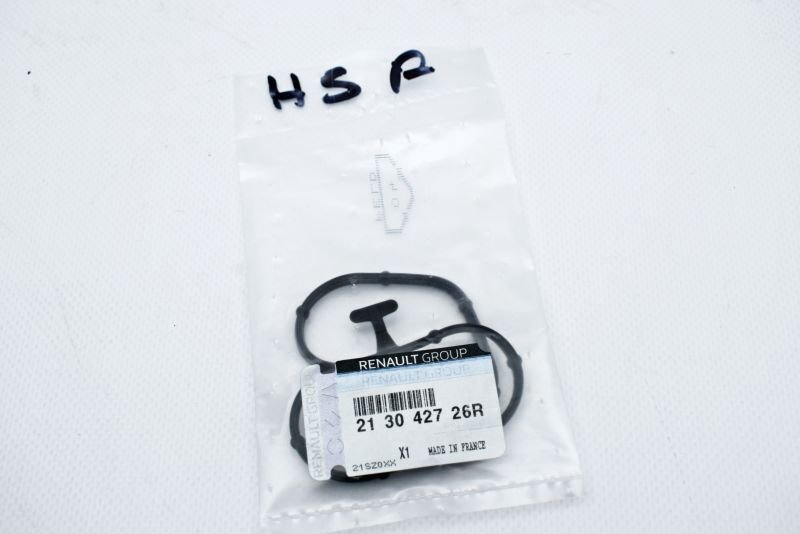 HSR
RENAULT GROUP
RENAULT GROUP
RENAULT GROUP
21 30 427 26R
X1 MADE IN FRANCE
21SZ0XX